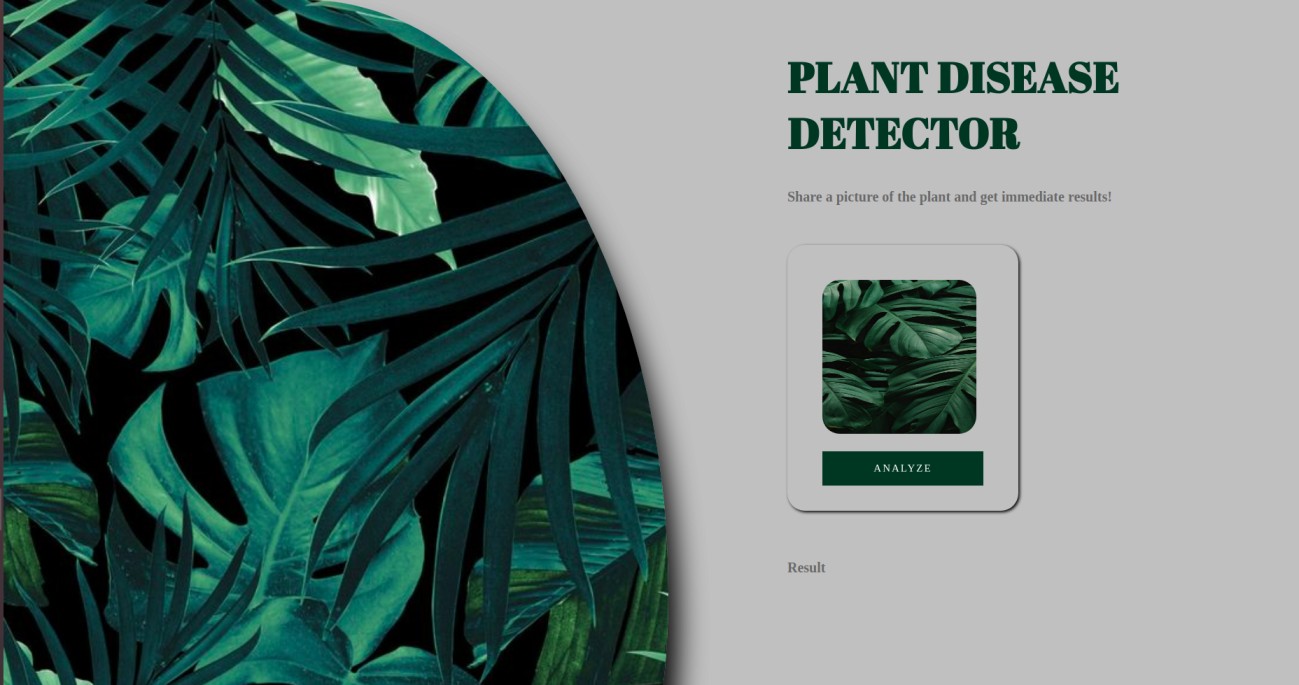 PLANT DISEASE
DETECTOR
Share a picture of the plant and get immediate results!
ANALYZE
Result